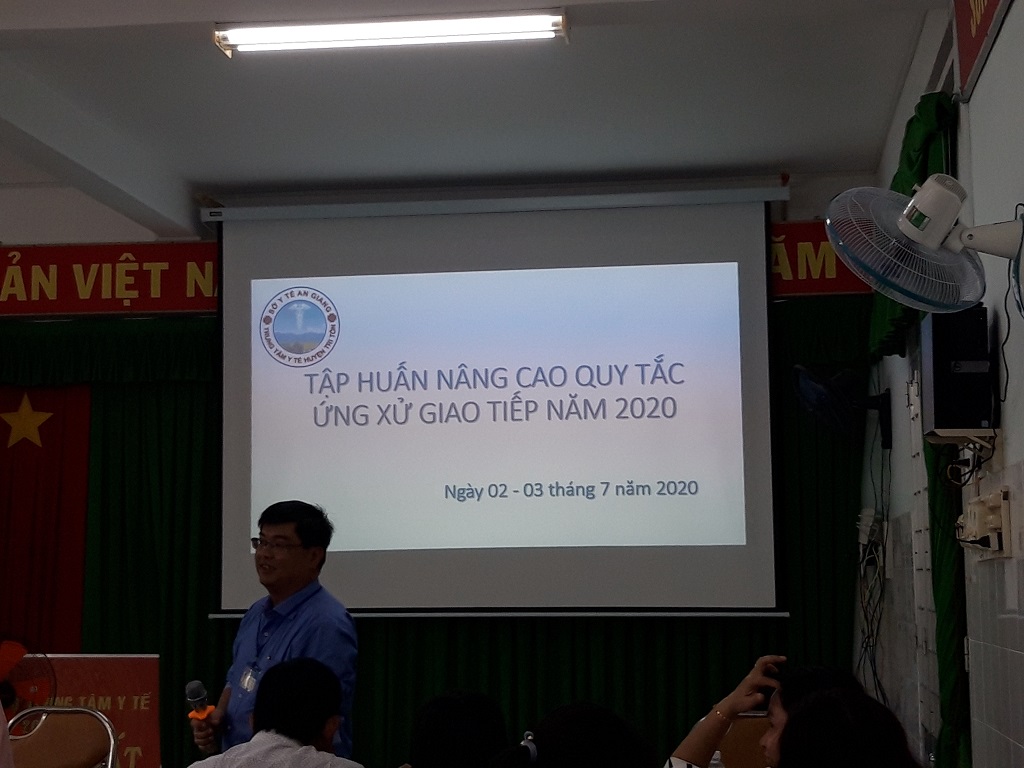 ẢN VIỆT N
ĂM
SỞ Y TẾ AN GIANG
TRUNG TÂM Y TẾ HUYỆN TRI TÔN
TẬP HUẤN NÂNG CAO QUY TẮC
ỨNG XỬ GIAO TIẾP NĂM 2020
Ngày 02 - 03 tháng 7 năm 2020
TÂM Y TẾ